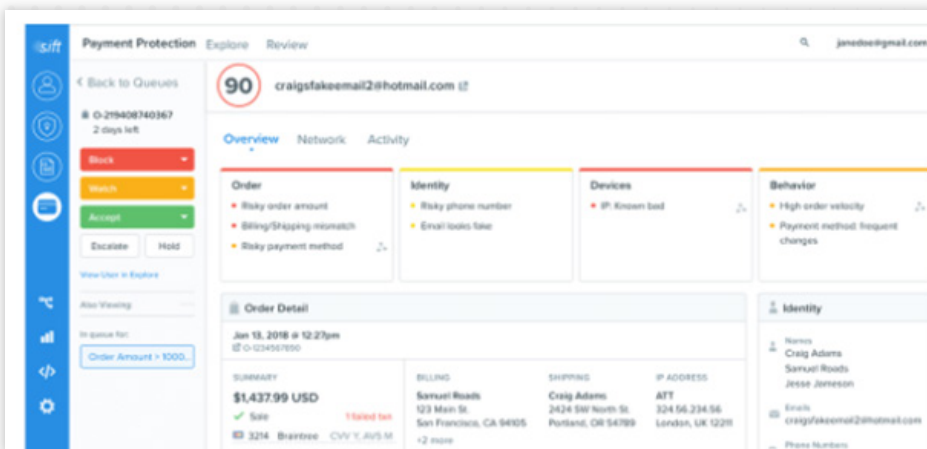 sift
Payment Protection Explore Review
janedoe@gmail.com
< Back to Queues
90 craigsfakeemail2@hotmail.com
O-219408740367
2 days left
Overview Network Activity
Block
Watch
Accept
Escalate Hold
View User in Explore
Also Viewing:
In queue for:
Order Amount > 1000...
Order
Risky order amount
Billing/Shipping mismatch
Risky payment method
Identity
Risky phone number
Email looks fake
Devices
IP: Known bad
Behavior
High order velocity
Payment method: frequent
changes
Order Detail
Jan 13, 2018 @ 12:27pm
O-1234567890
SUMMARY
$1,437.99 USD
Sale 1 failed txn
3214 Braintree CVV Y, AVS M
BILLING
Samuel Roads
123 Main St.
San Francisco, CA 94105
+2 more
SHIPPING
Craig Adams
2424 SW North St.
Portland, OR 54789
IP ADDRESS
ATT
324.56.234.56
London, UK 12211
Identity
Names
Craig Adams
Samuel Roads
Jesse Jameson
Emails
craigsfakeemail2@hotmail.com
Phone Numbers